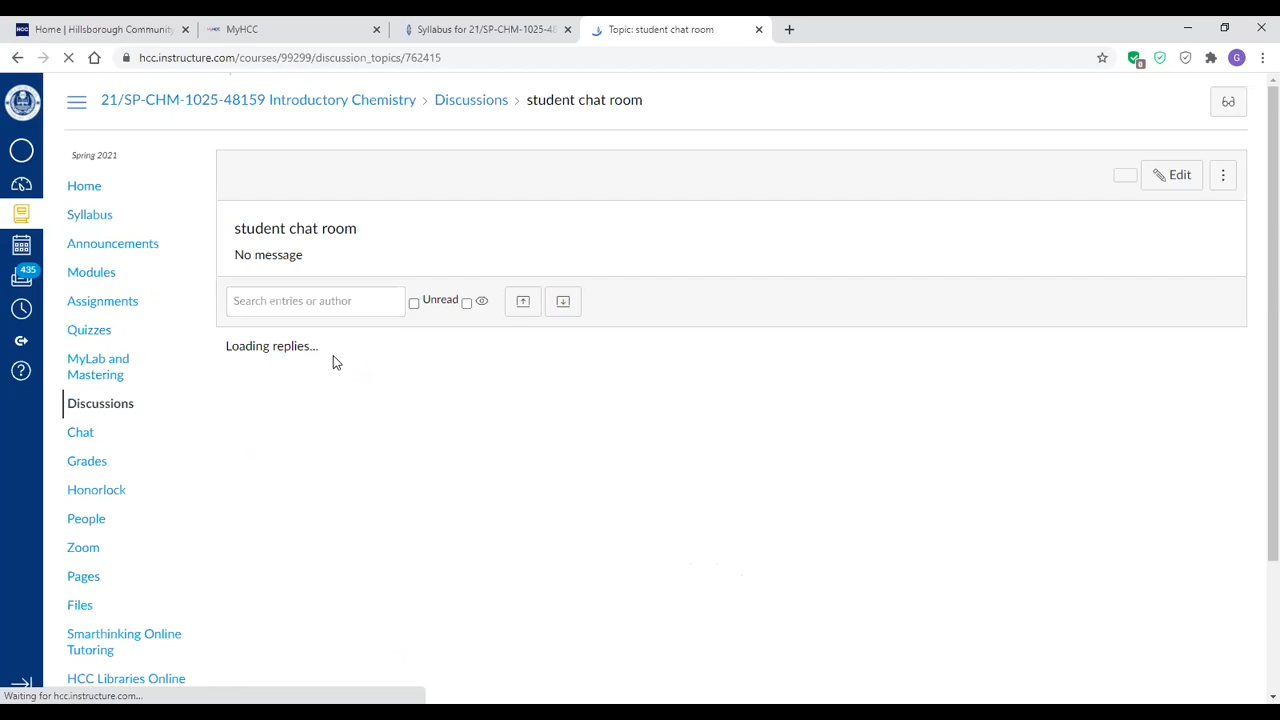 Home | Hillsborough Community
MyHCC
Syllabus for 21/SP-CHM-1025-48
Topic: student chat room
hcc.instructure.com/courses/99299/discussion_topics/762415
0
G
21/SP-CHM-1025-48159 Introductory Chemistry > Discussions > student chat room
Spring 2021
Edit
Home
student chat room
Syllabus
No message
Announcements
435
Modules
Search entries or author
Unread
Assignments
Quizzes
Loading replies...
MyLab and
Mastering
Discussions
Chat
Grades
Honorlock
People
Zoom
Pages
Files
Smarthinking Online
Tutoring
HCC Libraries Online
Waiting for hcc.instructure.com...